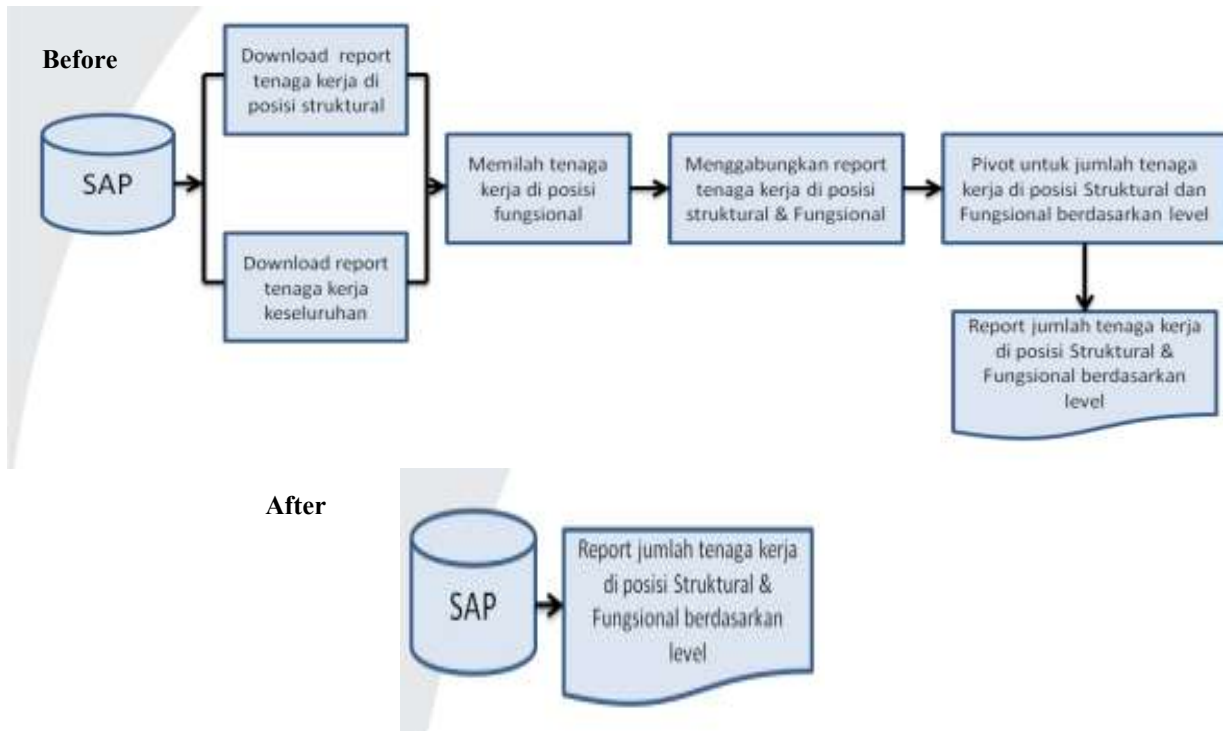 Before
SAP
Download report
tenaga kerja di
posisi struktural
Download report
tenaga kerja
keseluruhan
Memilah tenaga
kerja di posisi
fungsional
Menggabungkan report
tenaga kerja di posisi
struktural & Fungsional
Pivot untuk jumlah tenaga
kerja di posisi Struktural dan
Fungsional berdasarkan level
Report jumlah tenaga kerja
di posisi Struktural &
Fungsional berdasarkan
level
After
SAP
Report jumlah tenaga kerja
di posisi Struktural &
Fungsional berdasarkan
level